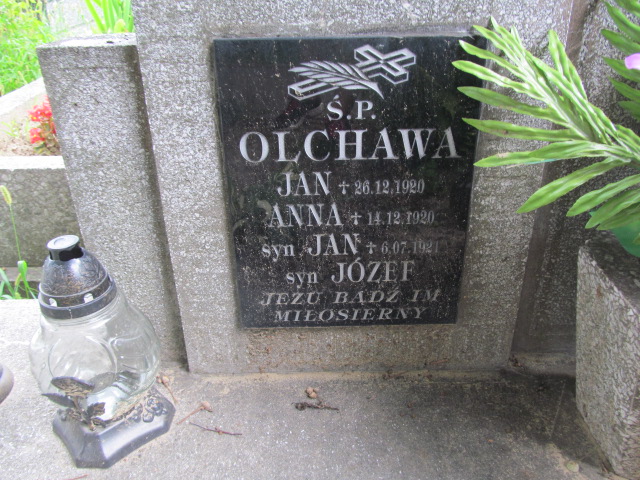 Ś.P.
OLCHAWA
JAN + 26.12.1920
ANNA + 14.12.1920
syn JAN + 6.07.1921
syn JÓZEF
JEZU BĄDŹ IM
MIŁOSIERNY